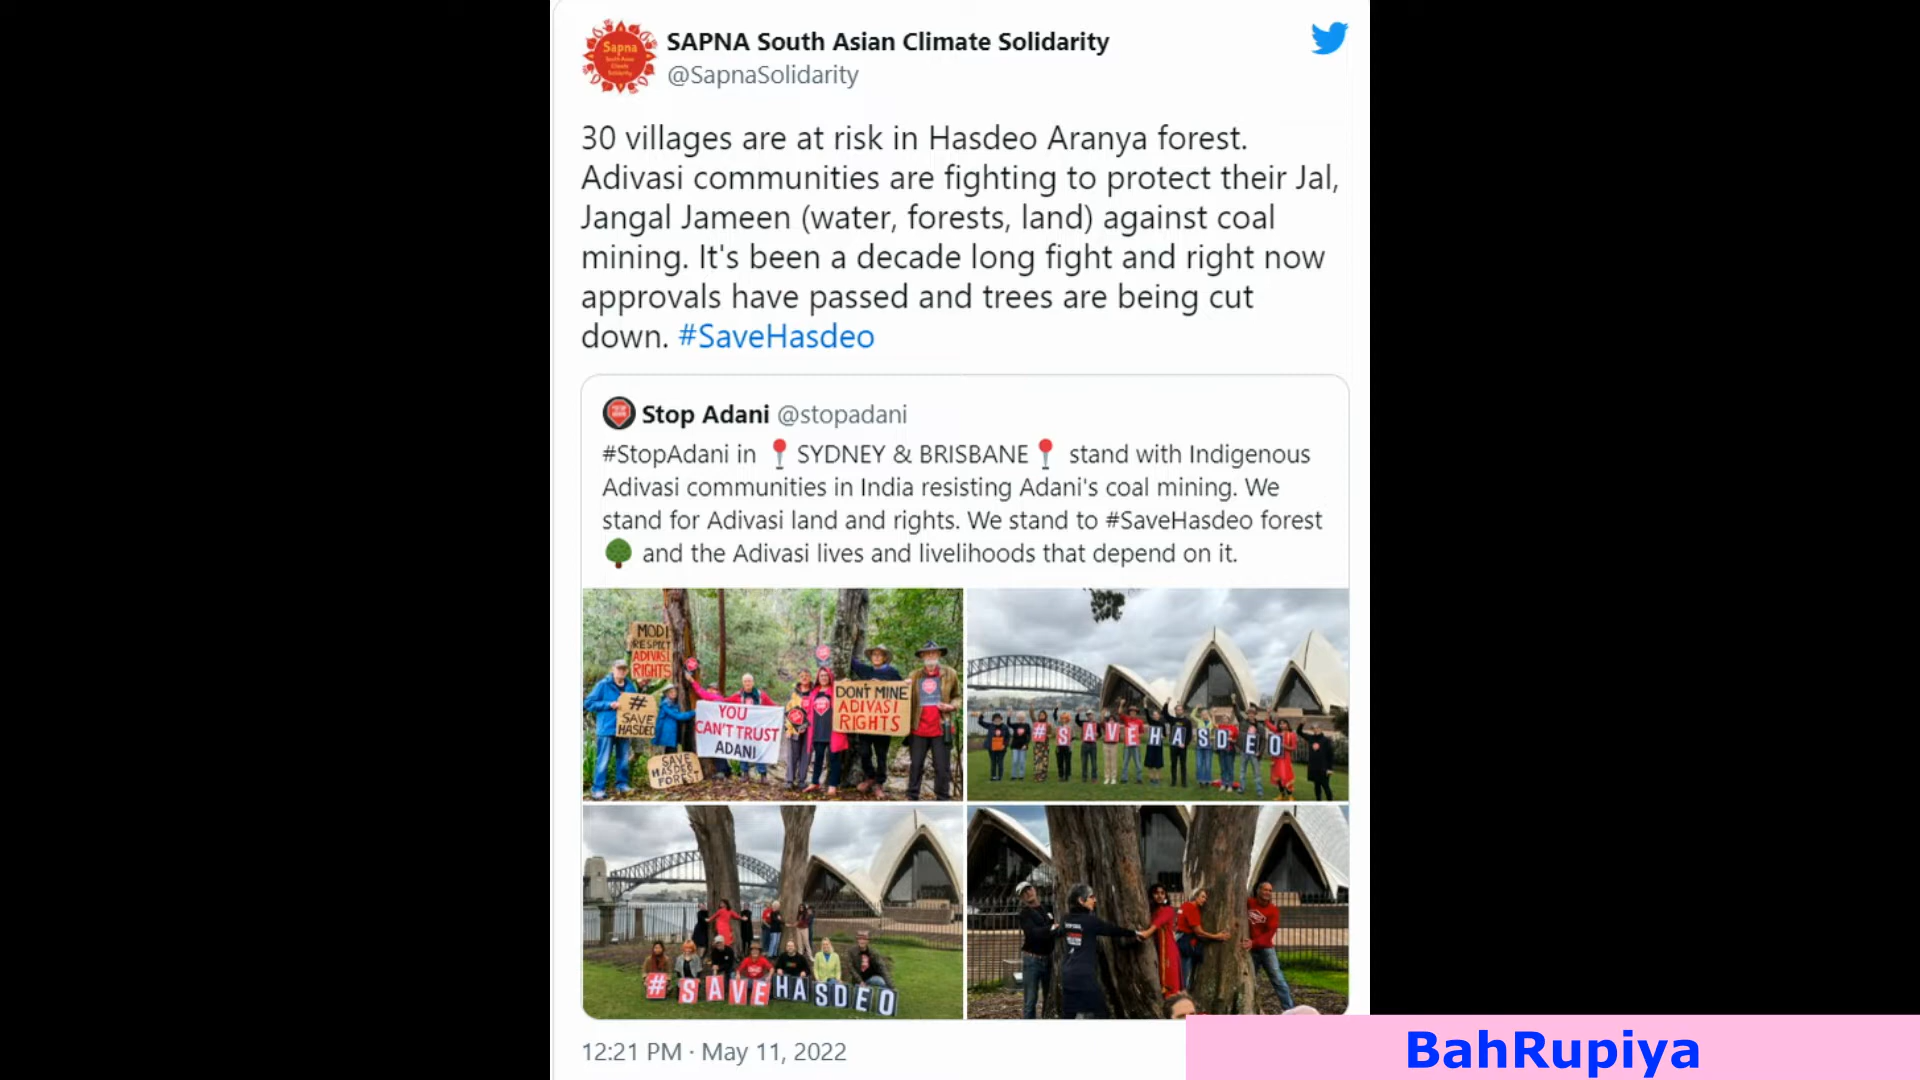 SAPNA South Asian Climate Solidarity
@SapnaSolidarity
Sapna
South Asian
Climate
Solidarity
30 villages are at risk in Hasdeo Aranya forest.
Adivasi communities are fighting to protect their Jal,
Jangal Jameen (water, forests, land) against coal
mining. It's been a decade long fight and right now
approvals have passed and trees are being cut
down. #SaveHasdeo
Stop Adani @stopadani
#StopAdani in 📍 SYDNEY & BRISBANE📍 stand with Indigenous
Adivasi communities in India resisting Adani's coal mining. We
stand for Adivasi land and rights. We stand to #SaveHasdeo forest
🌳 and the Adivasi lives and livelihoods that depend on it.
MODI
RESPECT
ADIVASI
RIGHTS
#
SAVE
HASDEO
YOU
CAN'T TRUST
ADANI
DON'T MINE
ADIVASI
RIGHTS
SAVE
HASDEO
FOREST
#SAVEHASDEO
#SAVEHASDEO
12:21 PM · May 11, 2022
BahRupiya